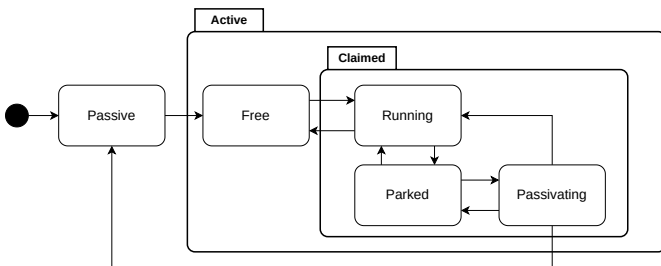 Active
Claimed
Passive
Free
Running
Parked
Passivating